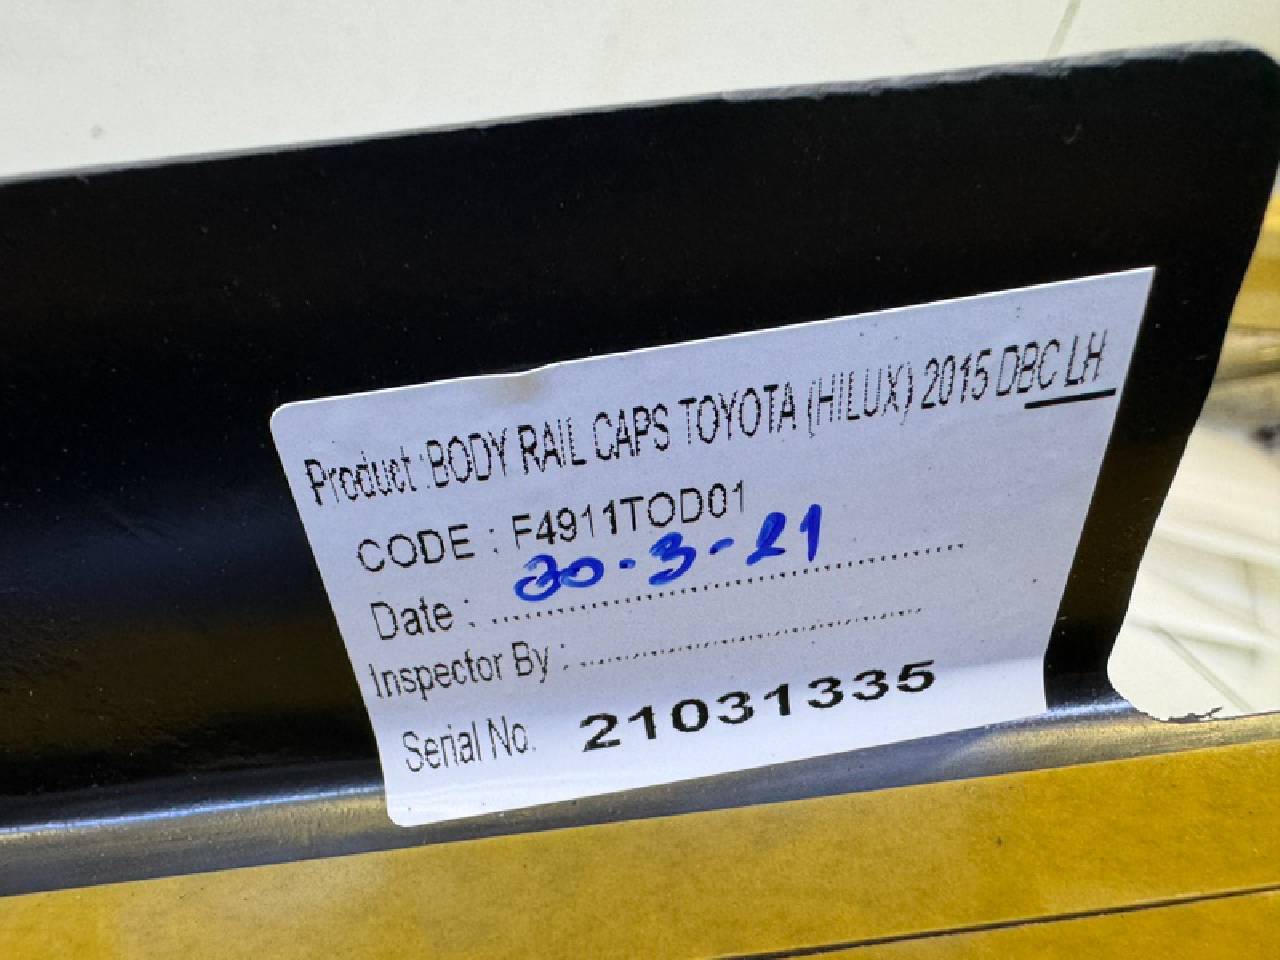 Product :BODY RAIL CAPS TOYOTA (HILUX) 2015 DBC LH
CODE : F4911TOD01
Date : 20-3-21
Inspector By :
Serial No. 21031335